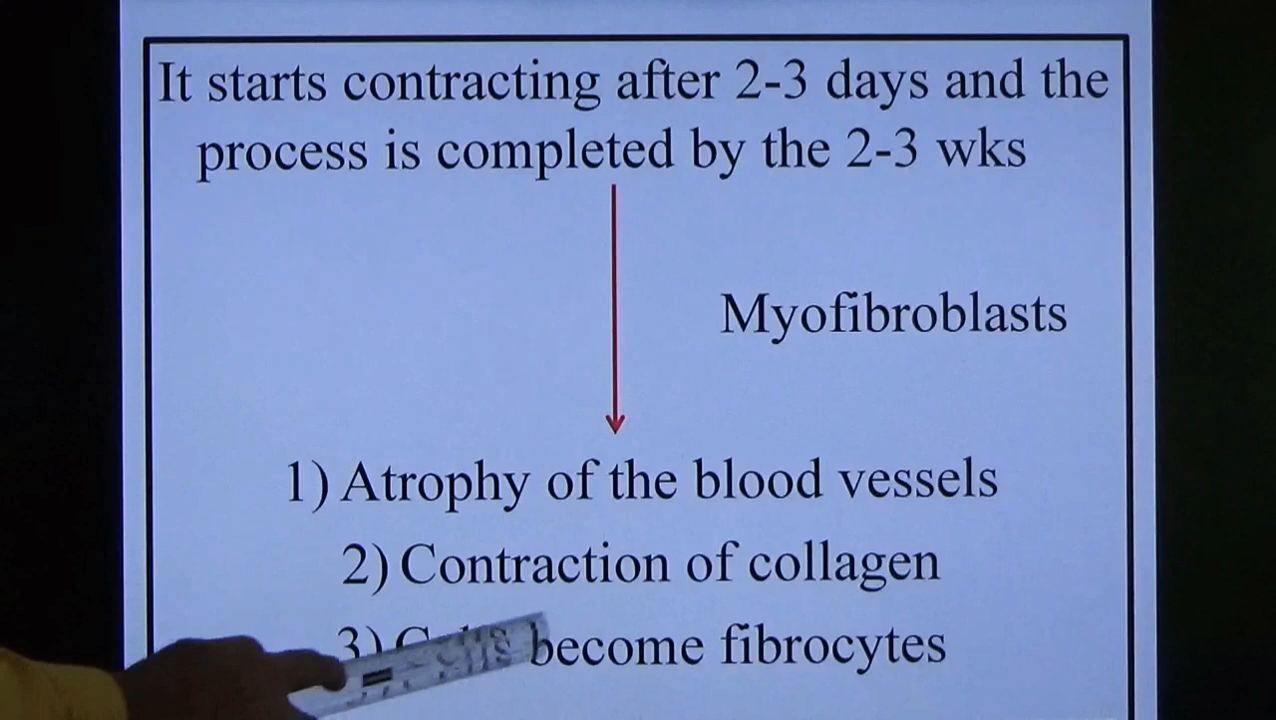 It starts contracting after 2-3 days and the
process is completed by the 2-3 wks
Myofibroblasts
1) Atrophy of the blood vessels
2) Contraction of collagen
3) Cells become fibrocytes